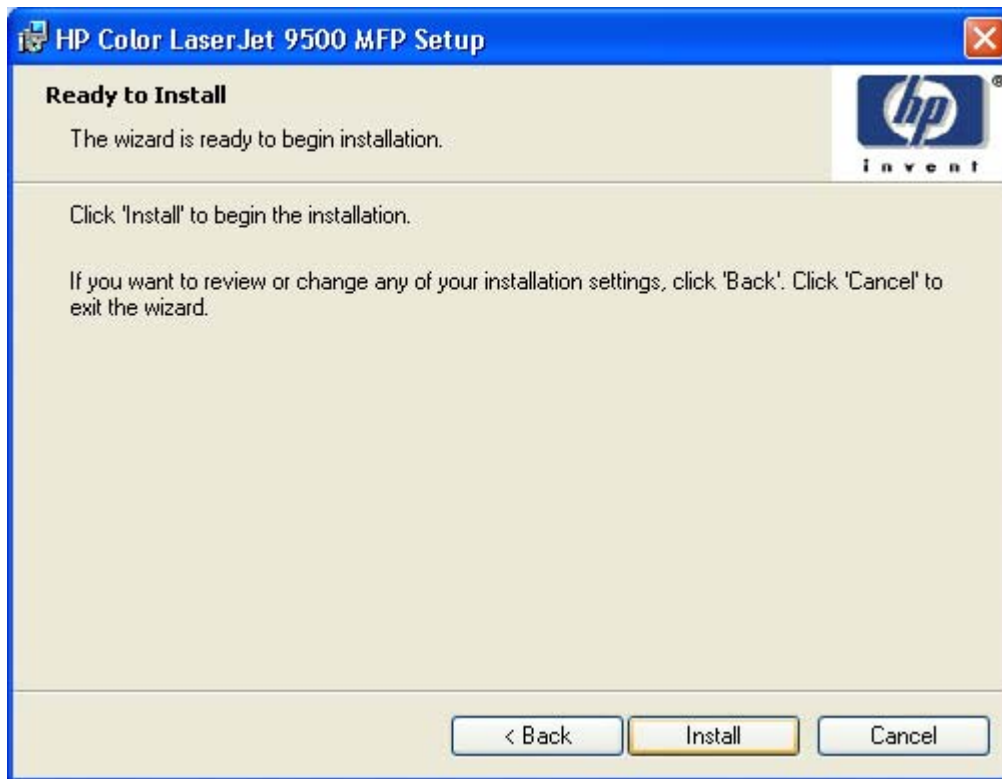 HP Color LaserJet 9500 MFP Setup
Ready to Install
The wizard is ready to begin installation.
hp
®
invent
Click 'Install' to begin the installation.
If you want to review or change any of your installation settings, click 'Back'. Click 'Cancel' to
exit the wizard.
< Back
Install
Cancel